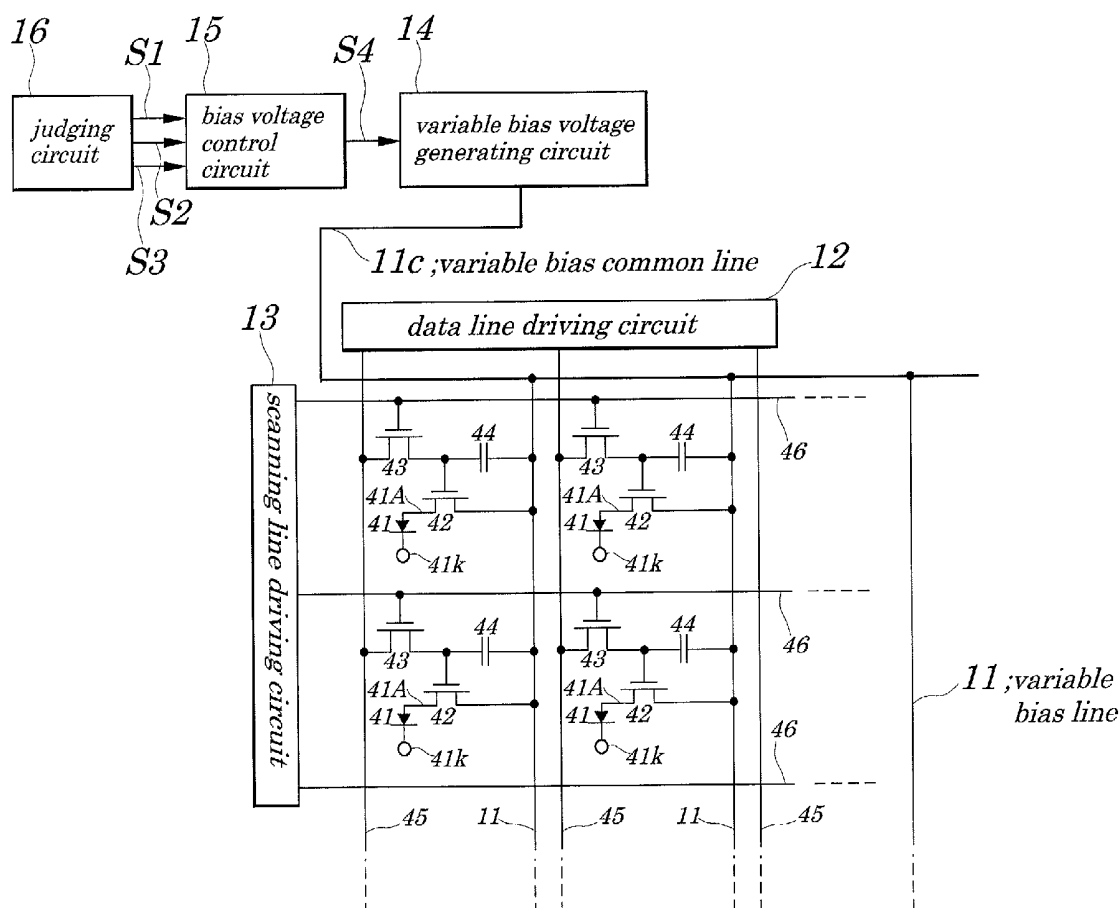 16
S1
15
S4
14
judging
circuit
bias voltage
control
circuit
variable bias voltage
generating circuit
S2
S3
11c ;variable bias common line
12
13
data line driving circuit
scanning line driving circuit
44
44
46
43
43
41A
41A
41
42
41
42
41k
41k
44
44
46
43
43
41A
41A
11 ;variable
bias line
41
42
41
42
41k
41k
46
45
11
45
11
45